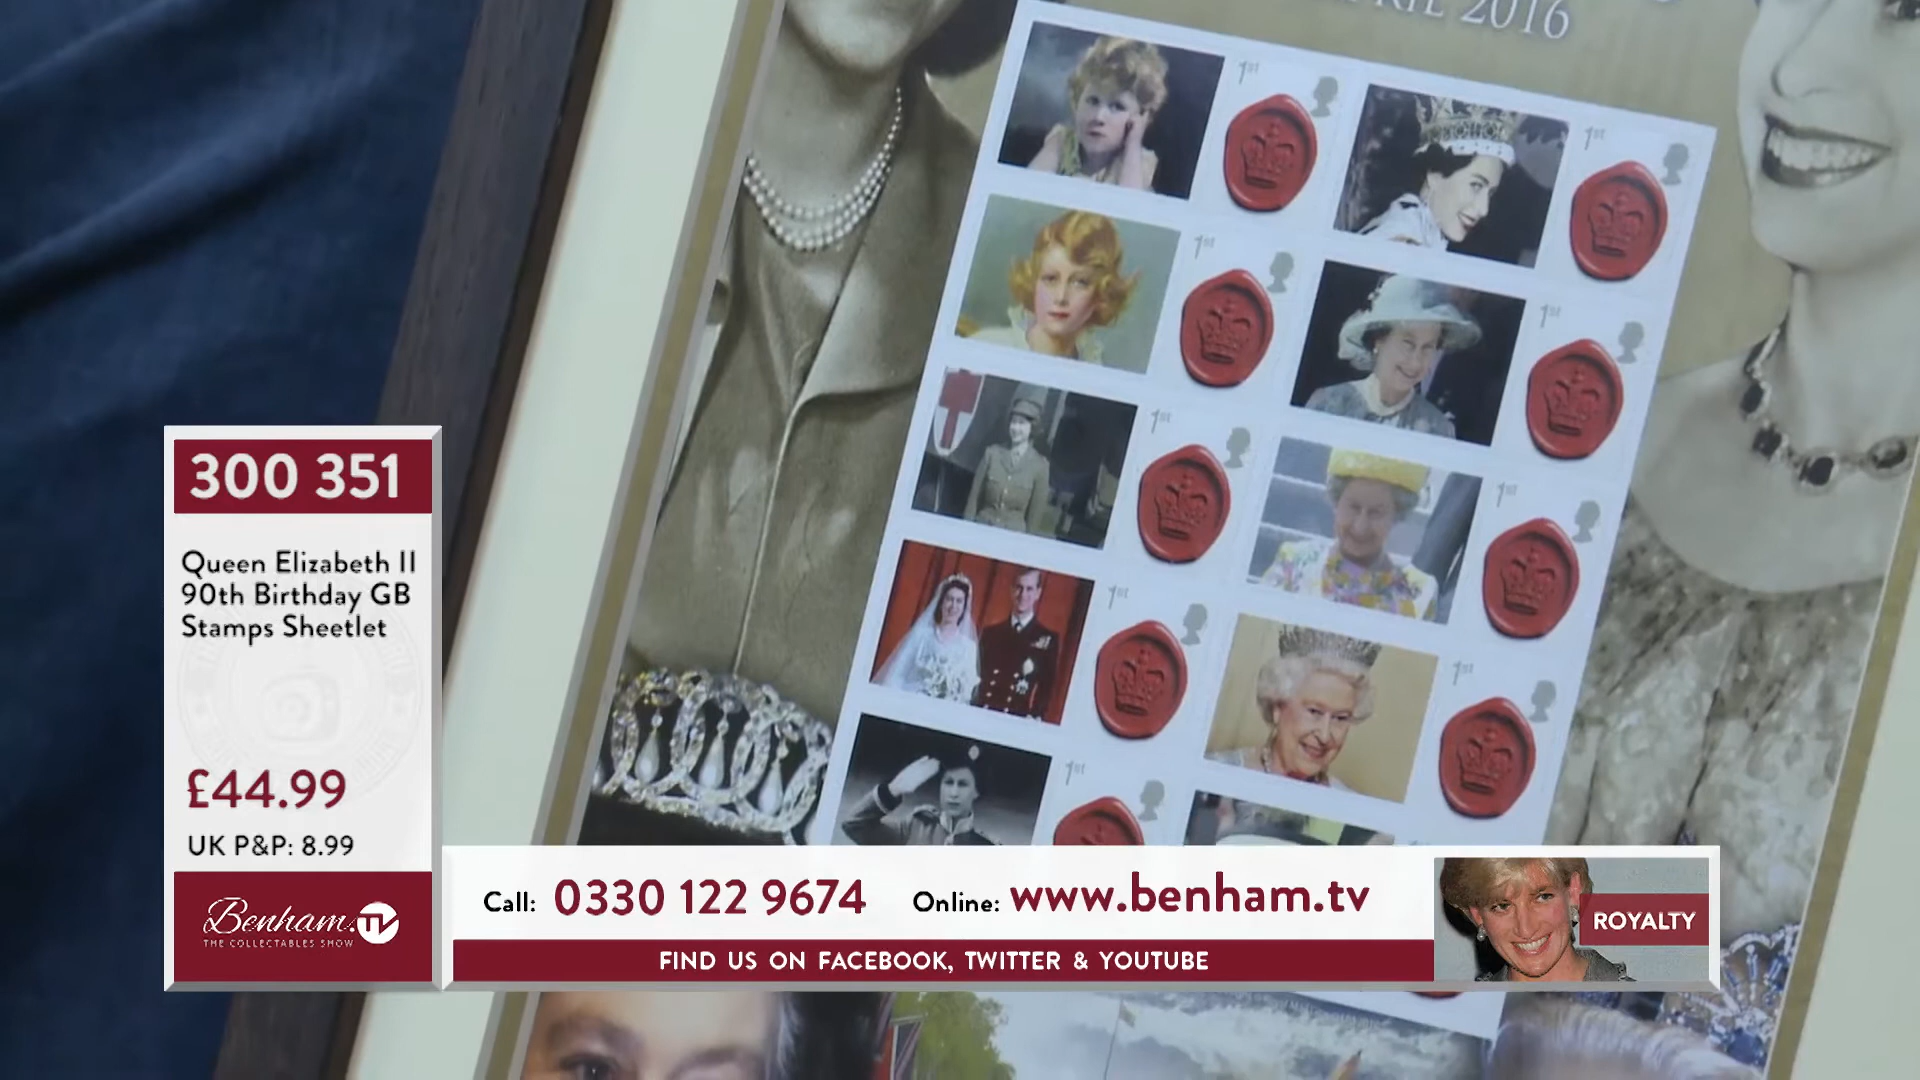 2016
1st
1st
1st
1st
1st
1st
1st
1st
1st
300 351
Queen Elizabeth II
90th Birthday GB
Stamps Sheetlet
£44.99
UK P&P: 8.99
Benham.TV
THE COLLECTABLES SHOW
Call: 0330 122 9674 Online: www.benham.tv
ROYALTY
FIND US ON FACEBOOK, TWITTER & YOUTUBE